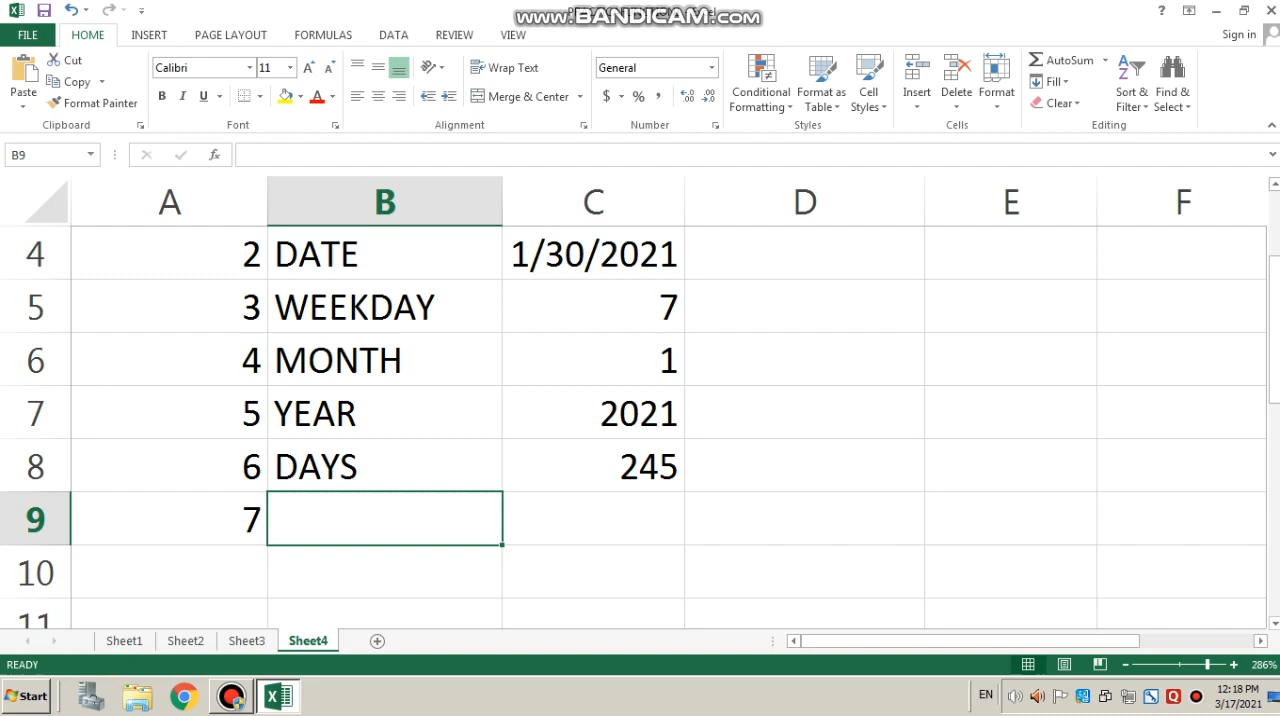 www.BANDICAM.com
Sign in
FILE HOME INSERT PAGE LAYOUT FORMULAS DATA REVIEW VIEW
Paste
Cut
Copy
Format Painter
Clipboard
Calibri 11
B I U
Font
Wrap Text
Merge & Center
Alignment
General
$ % ,
Number
Conditional Formatting
Format as Table
Cell Styles
Styles
Insert
Delete
Format
Cells
AutoSum
Fill
Clear
Sort & Filter
Find & Select
Editing
B9
fx
A B C D E F
4 2 DATE 1/30/2021
5 3 WEEKDAY 7
6 4 MONTH 1
7 5 YEAR 2021
8 6 DAYS 245
9 7
10
11
Sheet1 Sheet2 Sheet3 Sheet4
READY
286%
Start
EN
12:18 PM
3/17/2021